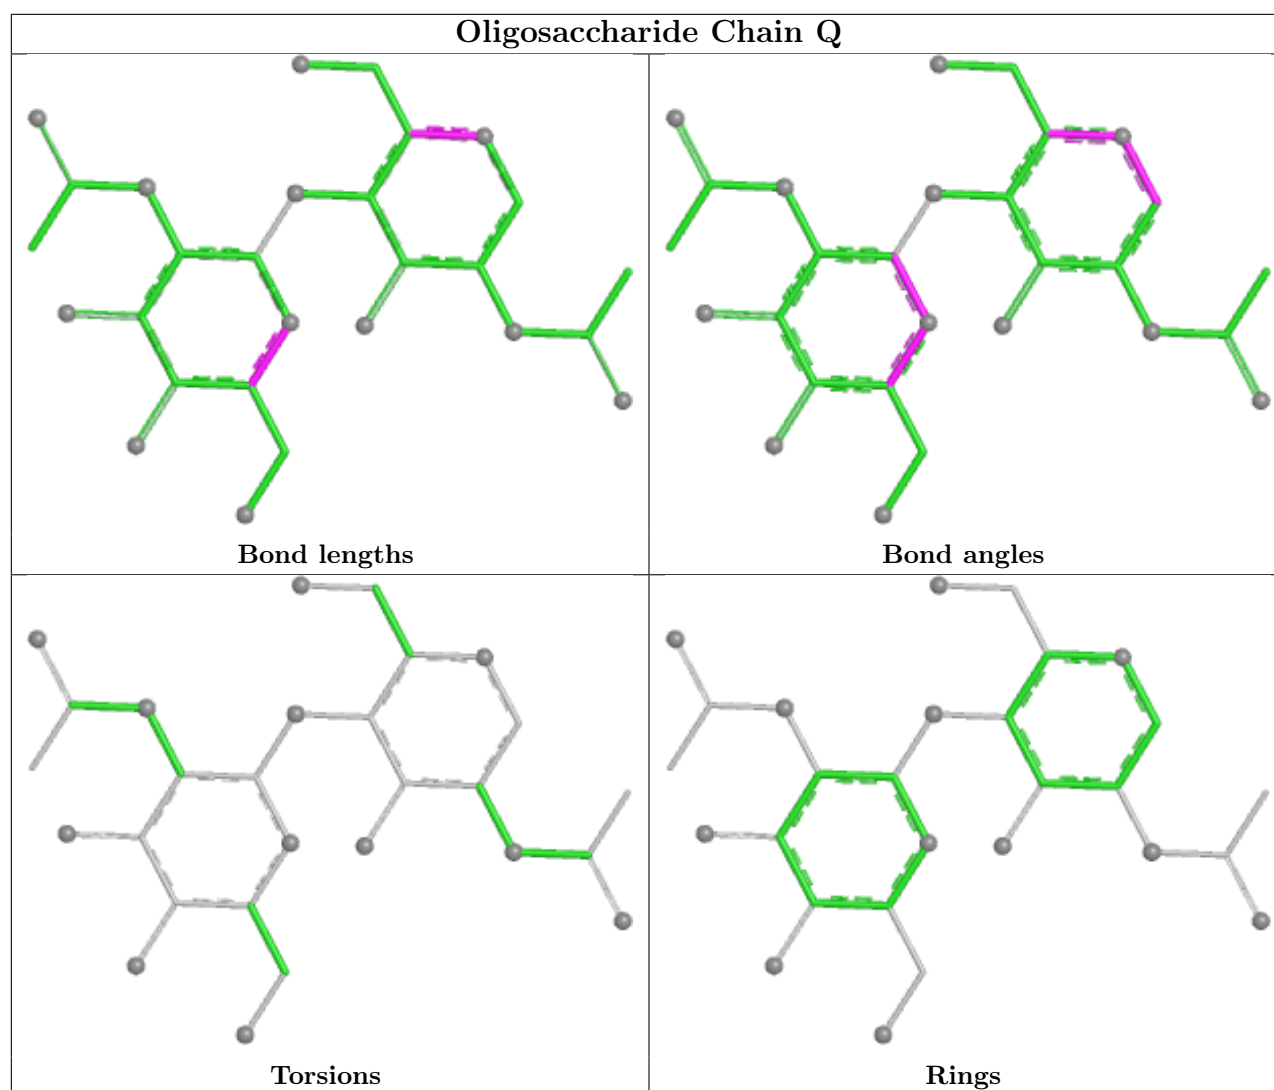 Oligosaccharide Chain Q
Bond lengths
Bond angles
Torsions
Rings